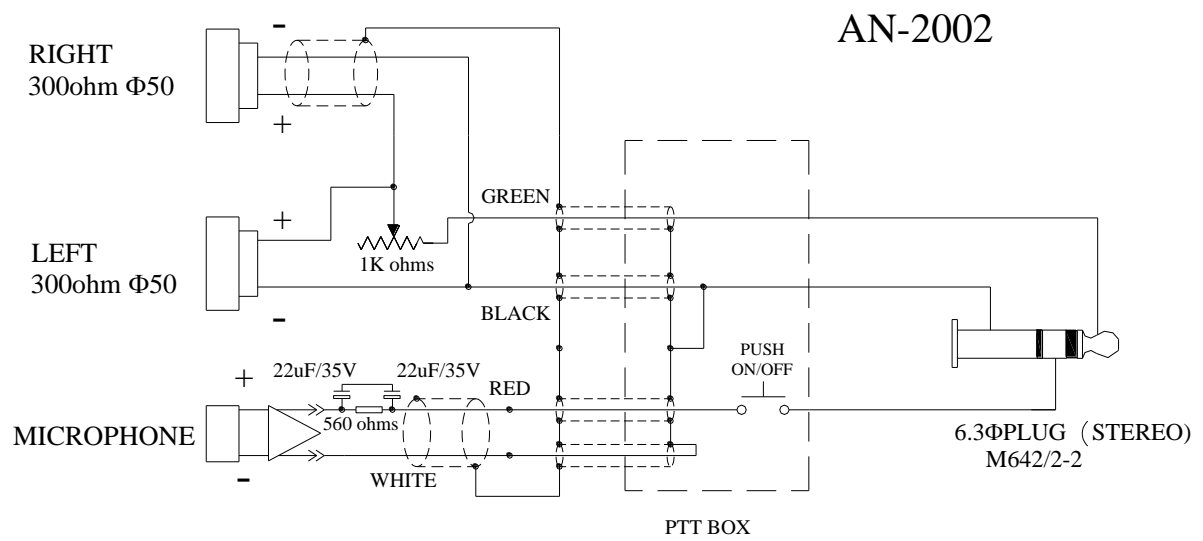 AN-2002
-
RIGHT
300ohm Φ50
+
GREEN
+
LEFT
300ohm Φ50
1K ohms
-
BLACK
PUSH
ON/OFF
22uF/35V 22uF/35V
+
RED
560 ohms
MICROPHONE
6.3ΦPLUG (STEREO)
M642/2-2
-
WHITE
PTT BOX